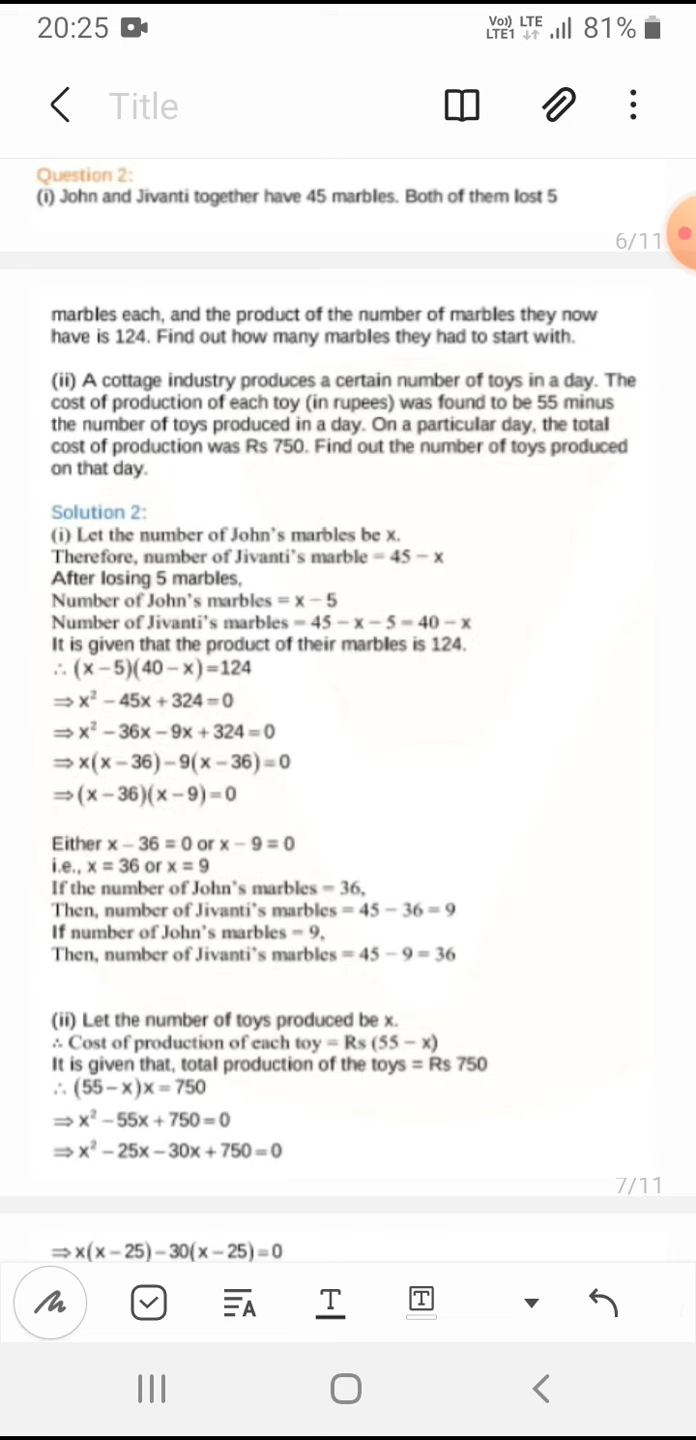 20:25
Vo)) LTE
LTE1 ↓↑ 81%
Title
Question 2:
(i) John and Jivanti together have 45 marbles. Both of them lost 5
6/11
marbles each, and the product of the number of marbles they now
have is 124. Find out how many marbles they had to start with.
(ii) A cottage industry produces a certain number of toys in a day. The
cost of production of each toy (in rupees) was found to be 55 minus
the number of toys produced in a day. On a particular day, the total
cost of production was Rs 750. Find out the number of toys produced
on that day.
Solution 2:
(i) Let the number of John's marbles be x.
Therefore, number of Jivanti's marble = 45 − x
After losing 5 marbles,
Number of John's marbles = x − 5
Number of Jivanti's marbles = 45 − x − 5 = 40 − x
It is given that the product of their marbles is 124.
∴ (x − 5)(40 − x) = 124
⇒ x² − 45x + 324 = 0
⇒ x² − 36x − 9x + 324 = 0
⇒ x(x − 36) − 9(x − 36) = 0
⇒ (x − 36)(x − 9) = 0
Either x − 36 = 0 or x − 9 = 0
i.e., x = 36 or x = 9
If the number of John's marbles = 36,
Then, number of Jivanti's marbles = 45 − 36 = 9
If number of John's marbles = 9,
Then, number of Jivanti's marbles = 45 − 9 = 36
(ii) Let the number of toys produced be x.
∴ Cost of production of each toy = Rs (55 − x)
It is given that, total production of the toys = Rs 750
∴ (55 − x)x = 750
⇒ x² − 55x + 750 = 0
⇒ x² − 25x − 30x + 750 = 0
7/11
⇒ x(x − 25) − 30(x − 25) = 0
A T T